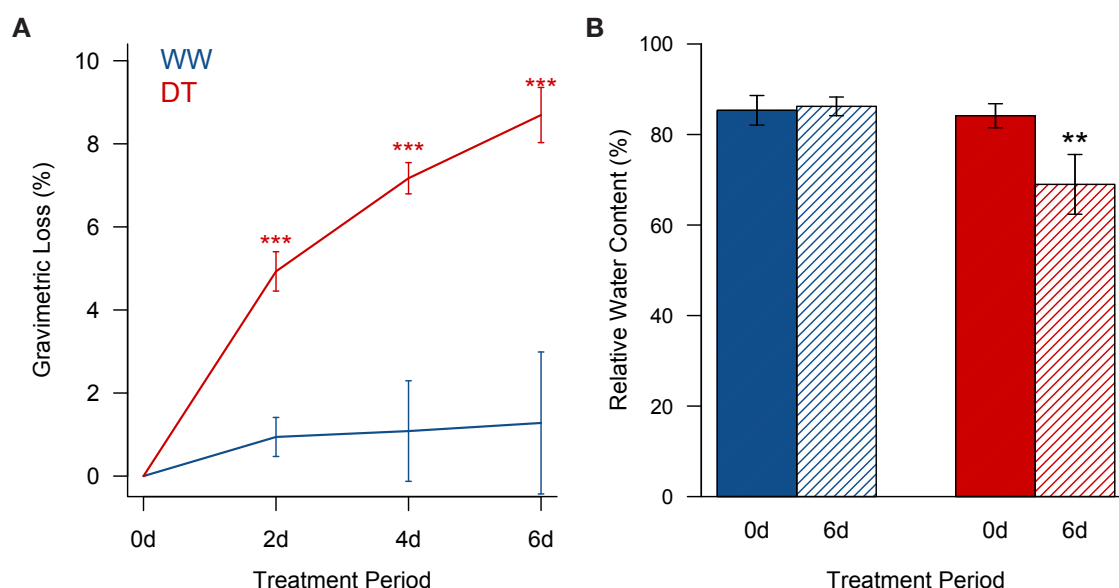 A
WW
DT
10
8
6
4
2
0
Gravimetric Loss (%)
***
***
***
0d
2d
4d
6d
Treatment Period
B
100
80
60
40
20
0
Relative Water Content (%)
**
0d
6d
0d
6d
Treatment Period